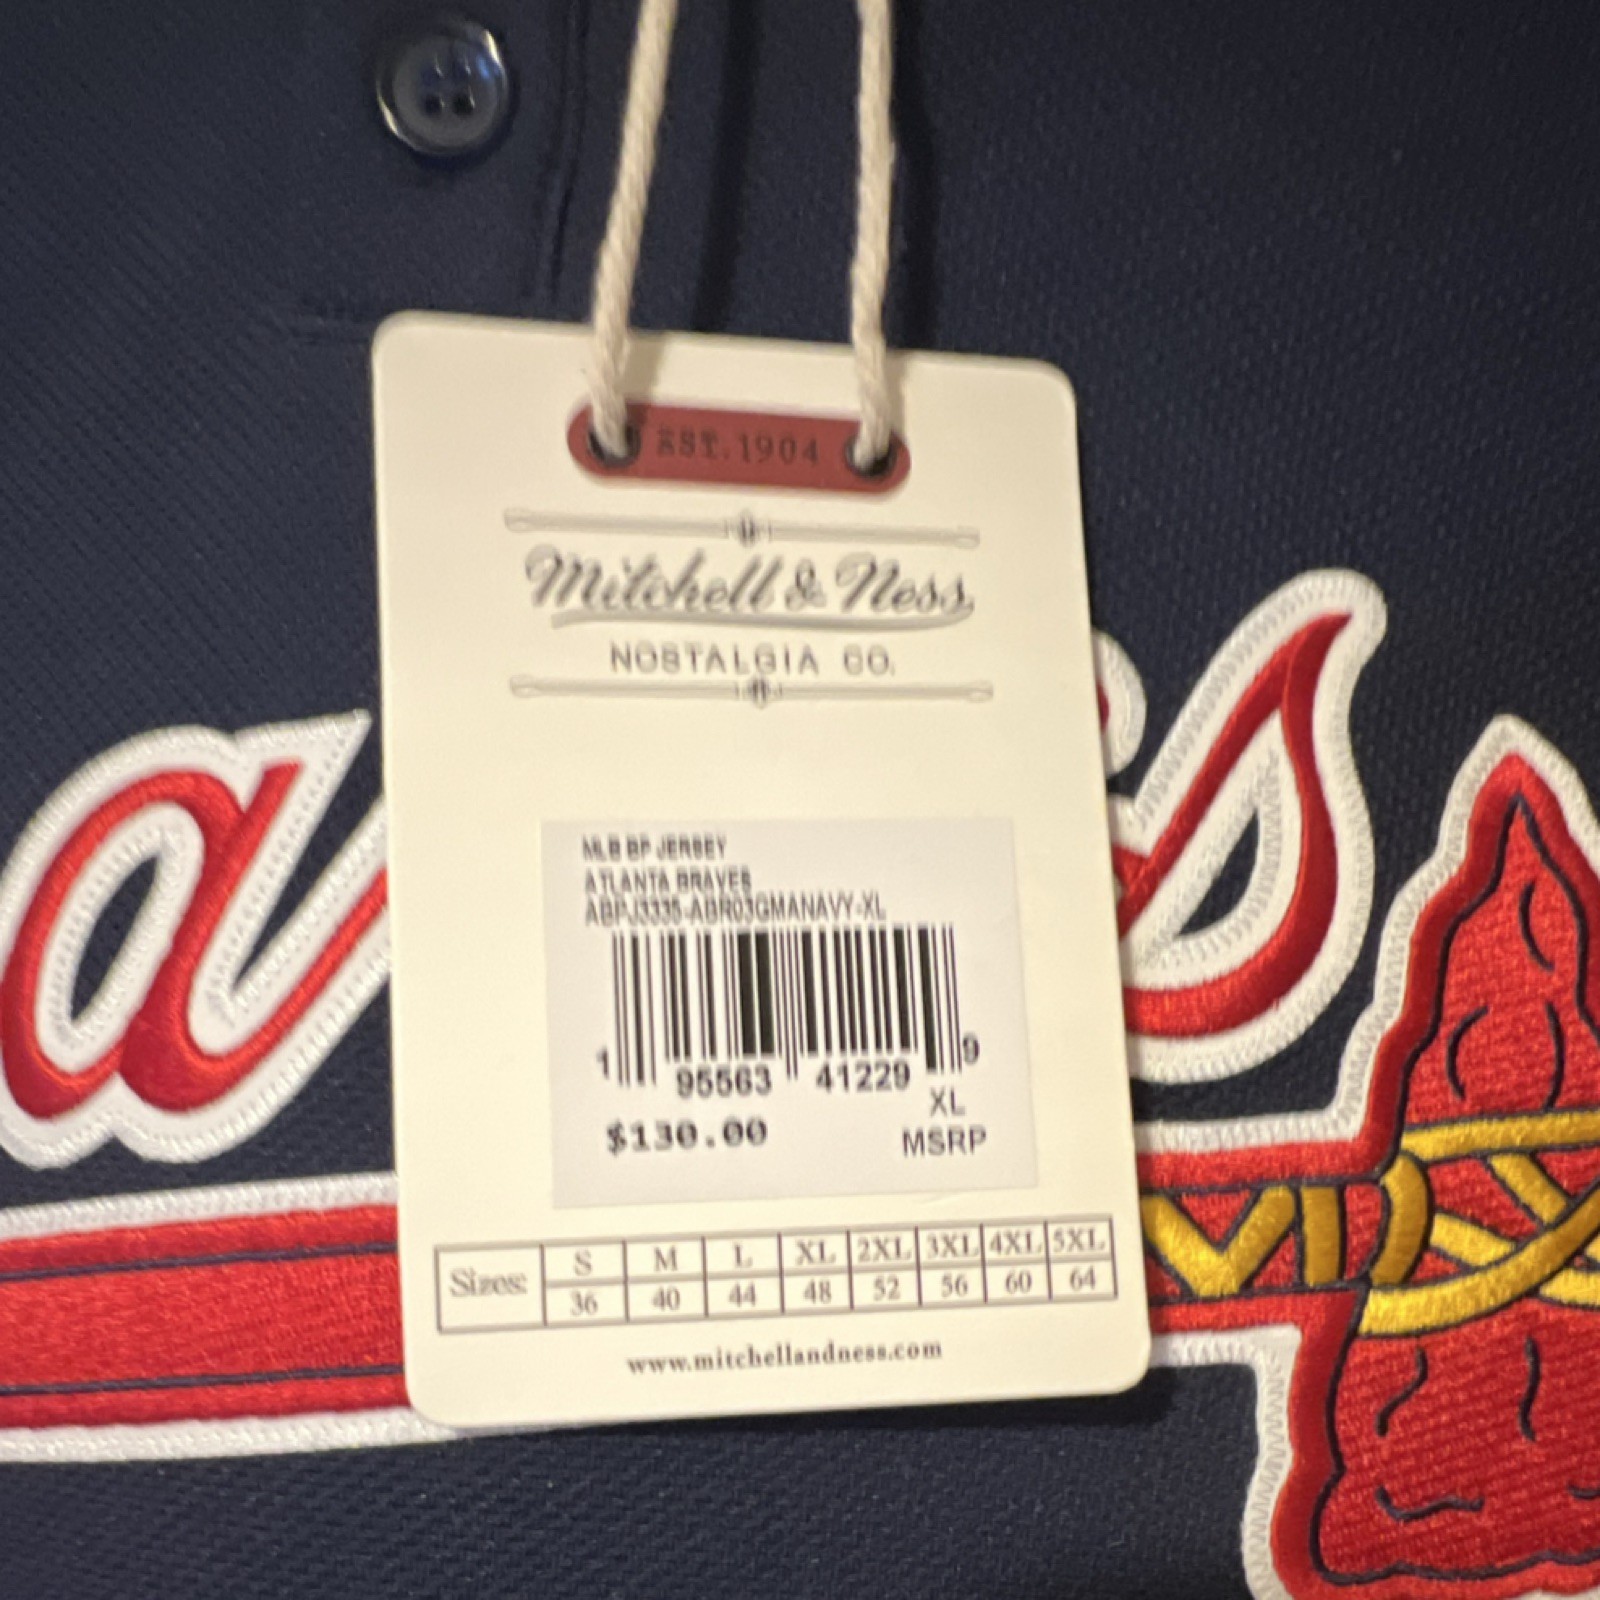 EST. 1904
Mitchell & Ness
NOSTALGIA CO.
MLB BP JERSEY
ATLANTA BRAVES
ABPJ3335-ABR03GMANAVY-XL
1 95563 41229 9
XL
$130.00 MSRP
Sizes: S M L XL 2XL 3XL 4XL 5XL
36 40 44 48 52 56 60 64
www.mitchellandness.com